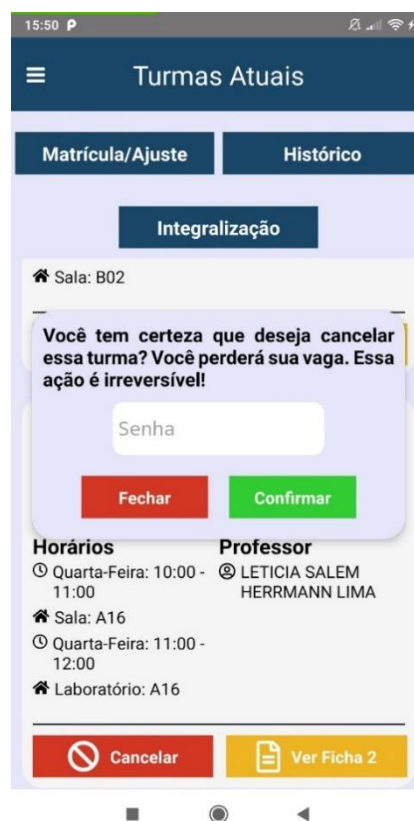 15:50 P
Turmas Atuais
Matrícula/Ajuste
Histórico
Integralização
Sala: B02
Você tem certeza que deseja cancelar
essa turma? Você perderá sua vaga. Essa
ação é irreversível!
Senha
Fechar
Confirmar
Horários
Quarta-Feira: 10:00 -
11:00
Sala: A16
Quarta-Feira: 11:00 -
12:00
Laboratório: A16
Professor
LETICIA SALEM
HERRMANN LIMA
Cancelar
Ver Ficha 2